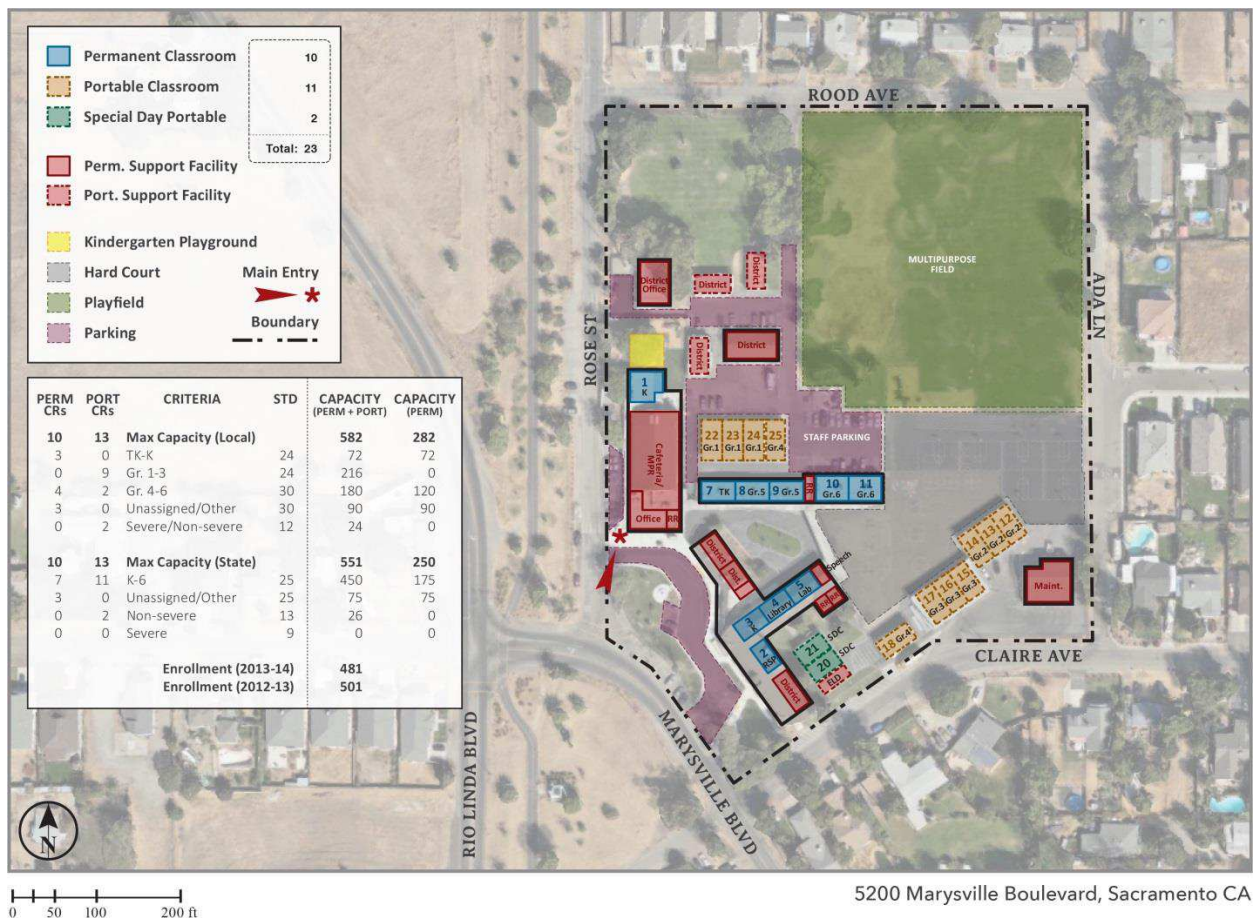 Permanent Classroom 10
Portable Classroom 11
Special Day Portable 2
Total: 23
Perm. Support Facility
Port. Support Facility
Kindergarten Playground
Hard Court
Playfield
Parking
Main Entry
*
Boundary
PERM CRs PORT CRs CRITERIA STD CAPACITY (PERM + PORT) CAPACITY (PERM)
10 13 Max Capacity (Local) 582 282
3 0 TK-K 24 72 72
0 9 Gr. 1-3 24 216 0
4 2 Gr. 4-6 30 180 120
3 0 Unassigned/Other 30 90 90
0 2 Severe/Non-severe 12 24 0
10 13 Max Capacity (State) 551 250
7 11 K-6 25 450 175
3 0 Unassigned/Other 25 75 75
0 2 Non-severe 13 26 0
0 0 Severe 9 0 0
Enrollment (2013-14) 481
Enrollment (2012-13) 501
ROOD AVE
ROSE ST
ADA LN
CLAIRE AVE
MARYSVILLE BLVD
RIO LINDA BLVD
MULTIPURPOSE
FIELD
District
Office
District
District
District
District
1
K
Cafeteria/
MPR
Office
RR
*
22
Gr.1
23
Gr.1
24
Gr.1
25
Gr.4
STAFF PARKING
7 TK
8 Gr.5
9 Gr.5
RR
10
Gr.6
11
Gr.6
District
Dist.
3
K
4
Library
5
Lab
Speech
RR
RR
2
RSP
District
21
SDC
20
SDC
ELD
18 Gr.4
17
Gr.3
16
Gr.3
15
Gr.3
14
Gr.2
13
Gr.2
12
Gr.2
Maint.
N
0 50 100 200 ft
5200 Marysville Boulevard, Sacramento CA